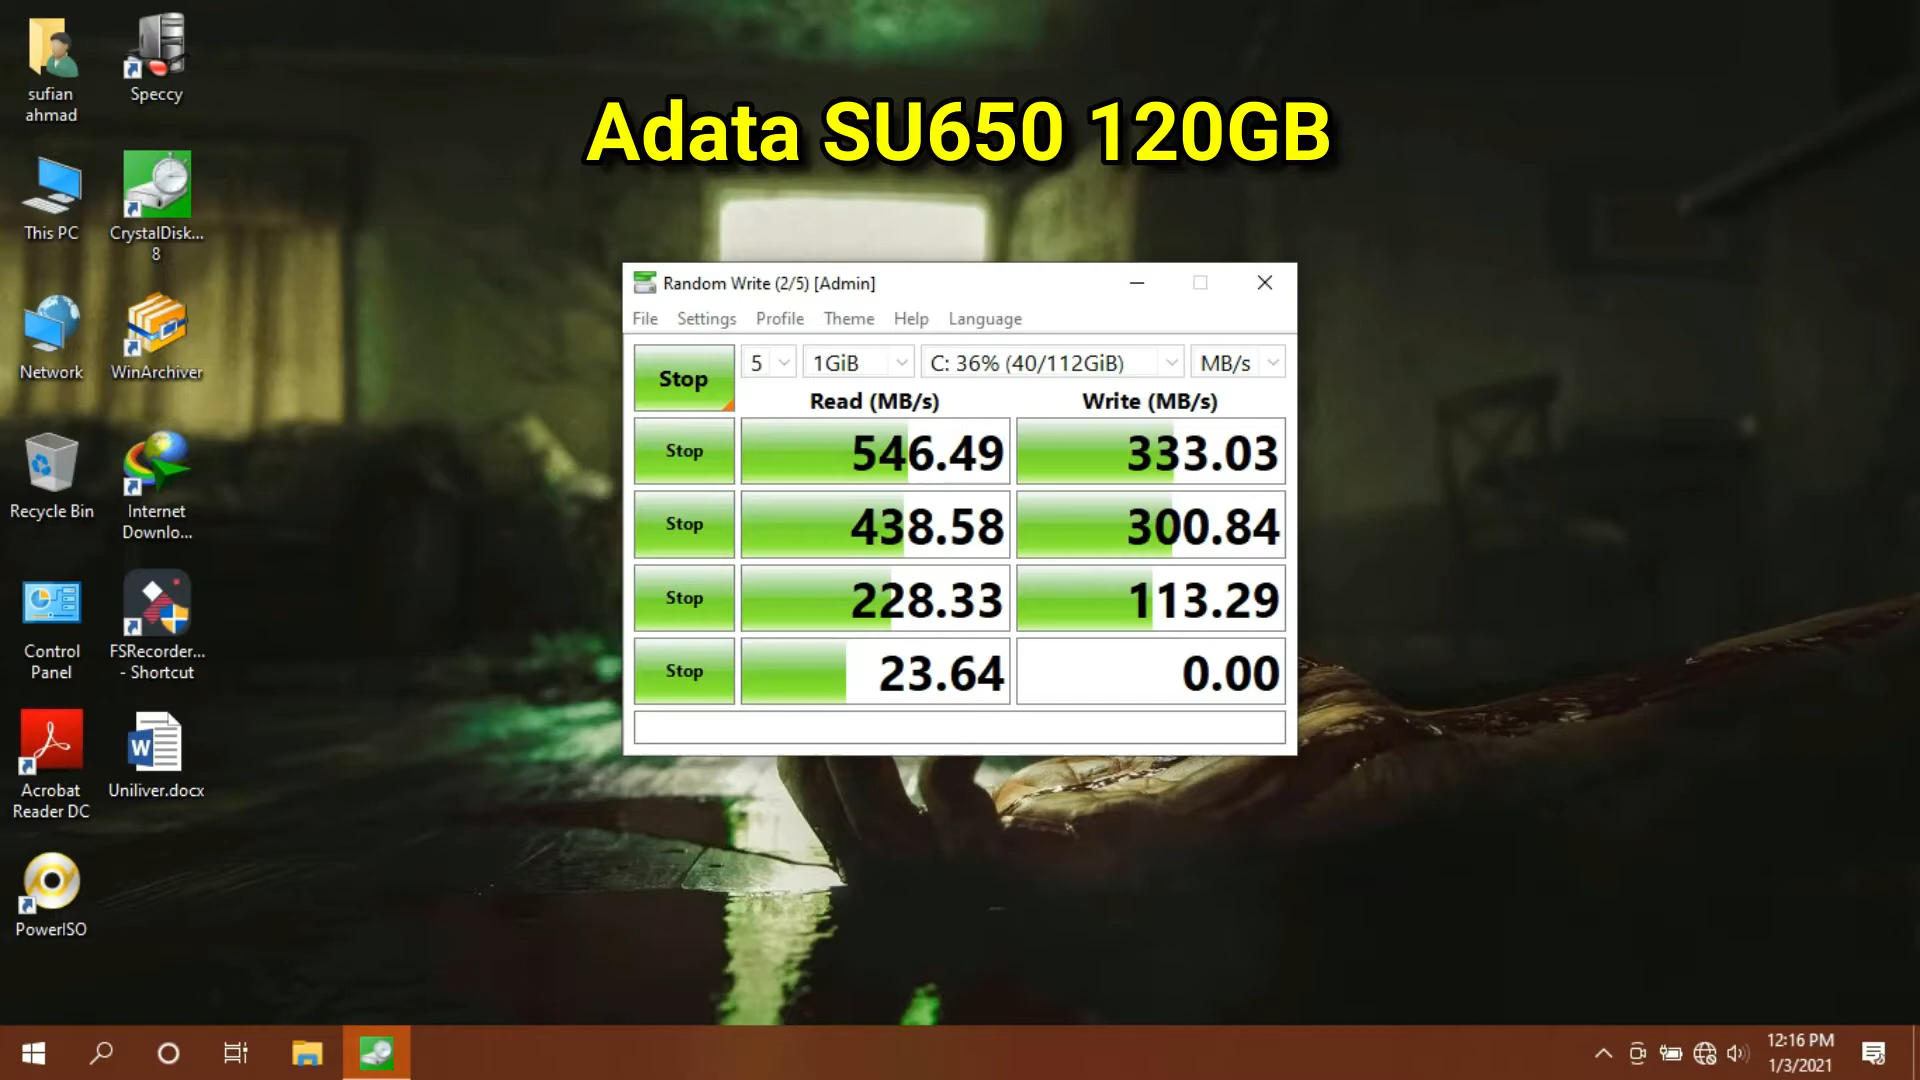 Adata SU650 120GB
sufian
ahmad
Speccy
This PC
CrystalDisk...
8
Network
WinArchiver
Recycle Bin
Internet
Downlo...
Control
Panel
FSRecorder...
- Shortcut
Acrobat
Reader DC
Uniliver.docx
PowerISO
Random Write (2/5) [Admin]
File Settings Profile Theme Help Language
Stop 5 1GiB C: 36% (40/112GiB) MB/s
Read (MB/s) Write (MB/s)
Stop 546.49 333.03
Stop 438.58 300.84
Stop 228.33 113.29
Stop 23.64 0.00
12:16 PM
1/3/2021